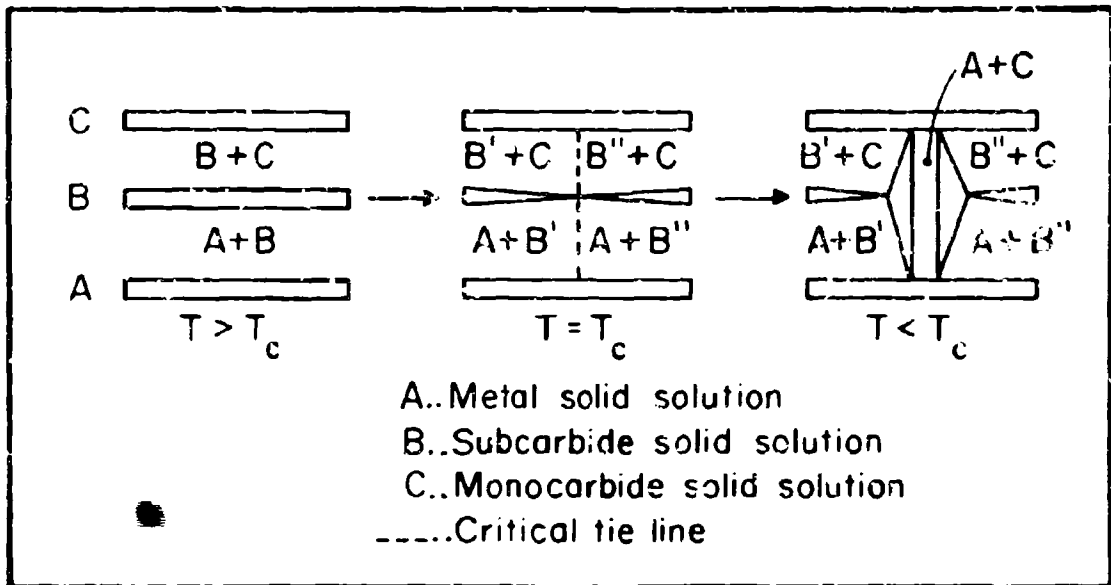 A+C
C
B+C
B'+C B"+C
B'+C B"+C
B
A+B
A+B' A+B"
A+B' A+B"
A
T > Tc
T = Tc
T < Tc
A..Metal solid solution
B..Subcarbide solid solution
C..Monocarbide solid solution
-----..Critical tie line